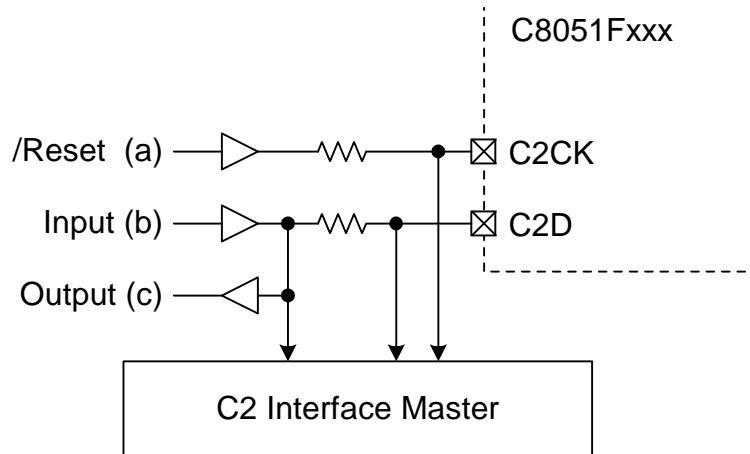 C8051Fxxx
/Reset (a)
C2CK
Input (b)
C2D
Output (c)
C2 Interface Master